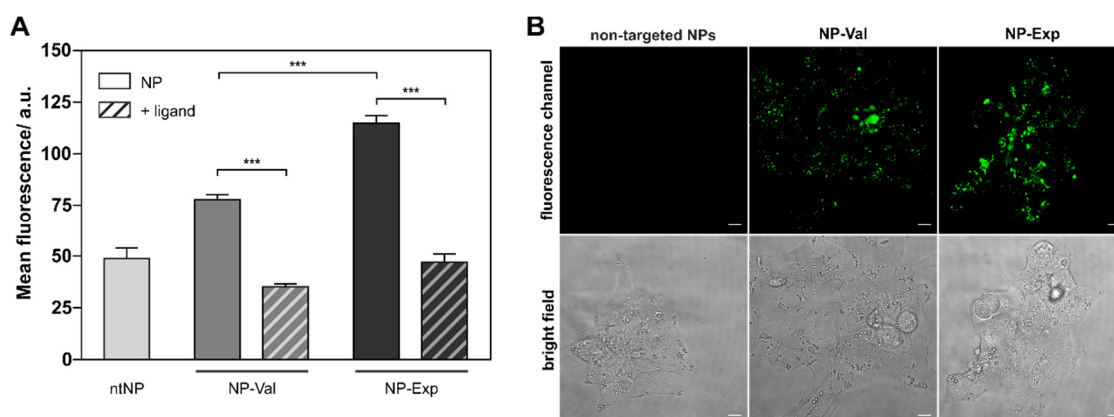 A
Mean fluorescence/ a.u.
150
125
100
75
50
25
0
NP
+ ligand
***
***
***
ntNP
NP-Val
NP-Exp
B
non-targeted NPs
NP-Val
NP-Exp
fluorescence channel
bright field